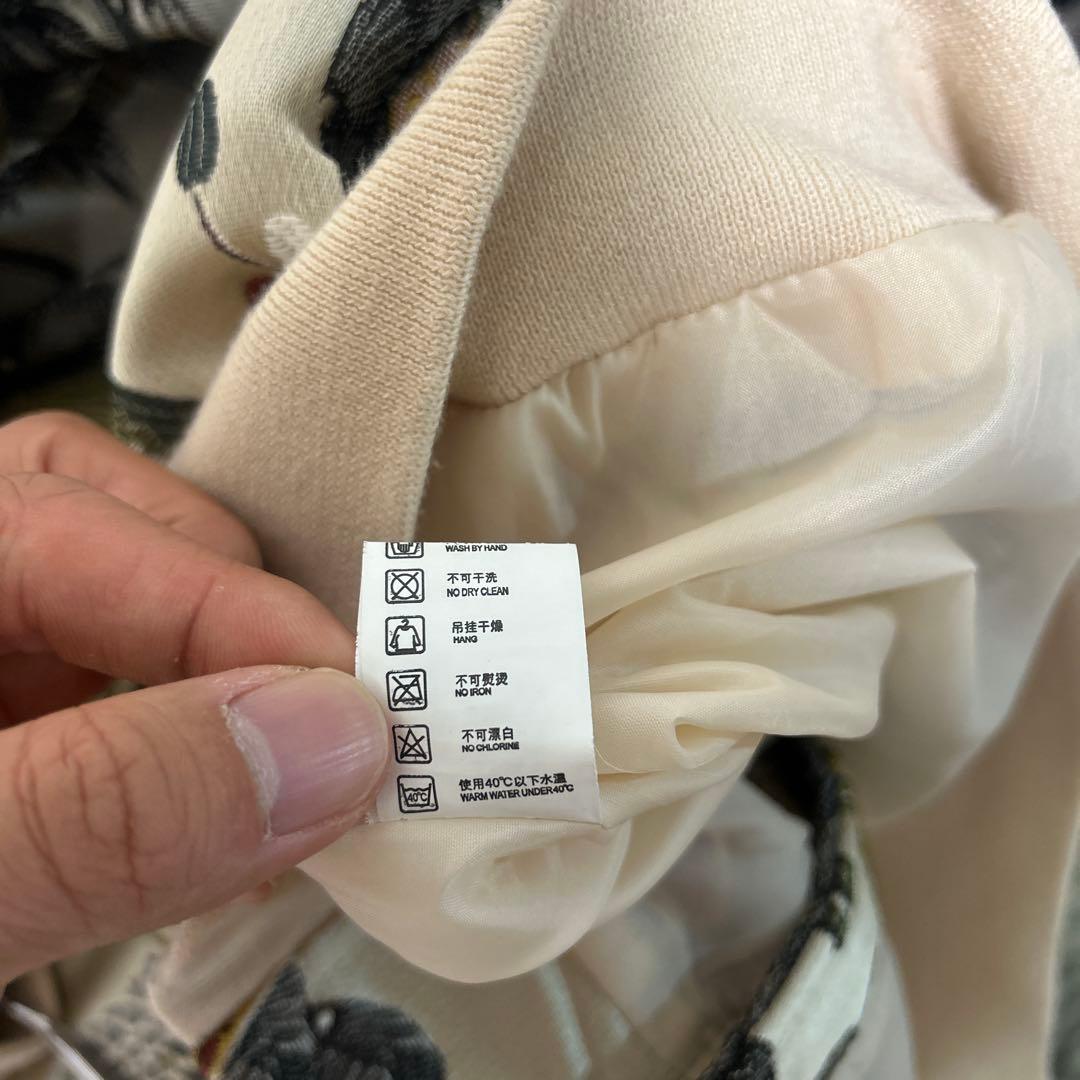 WASH BY HAND
不可干洗
NO DRY CLEAN
吊挂干燥
HANG
不可熨烫
NO IRON
不可漂白
NO CHLORINE
40℃
使用40℃以下水温
WARM WATER UNDER 40℃